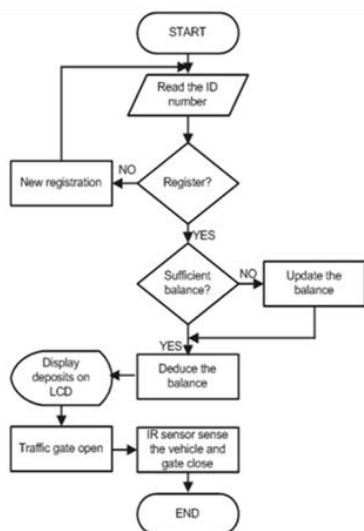 START
Read the ID
number
NO
New registration
Register?
YES
Sufficient
balance?
NO
Update the
balance
YES
Display
deposits on
LCD
Deduce the
balance
Traffic gate open
IR sensor sense
the vehicle and
gate close
END